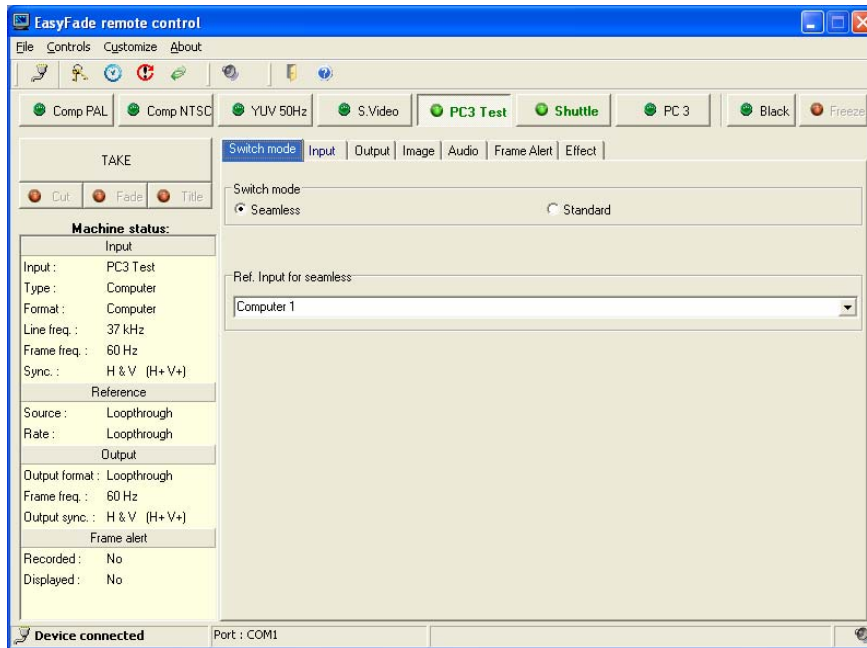 EasyFade remote control
File Controls Customize About
Comp PAL Comp NTSC YUV 50Hz S.Video PC3 Test Shuttle PC 3 Black Freeze
TAKE
Cut Fade Title
Switch mode Input Output Image Audio Frame Alert Effect
Switch mode
Seamless Standard
Ref. Input for seamless
Computer 1
Machine status:
Input
Input : PC3 Test
Type : Computer
Format : Computer
Line freq. : 37 kHz
Frame freq. : 60 Hz
Sync. : H & V (H+ V+)
Reference
Source : Loopthrough
Rate : Loopthrough
Output
Output format : Loopthrough
Frame freq. : 60 Hz
Output sync. : H & V (H+ V+)
Frame alert
Recorded : No
Displayed : No
Device connected Port : COM1